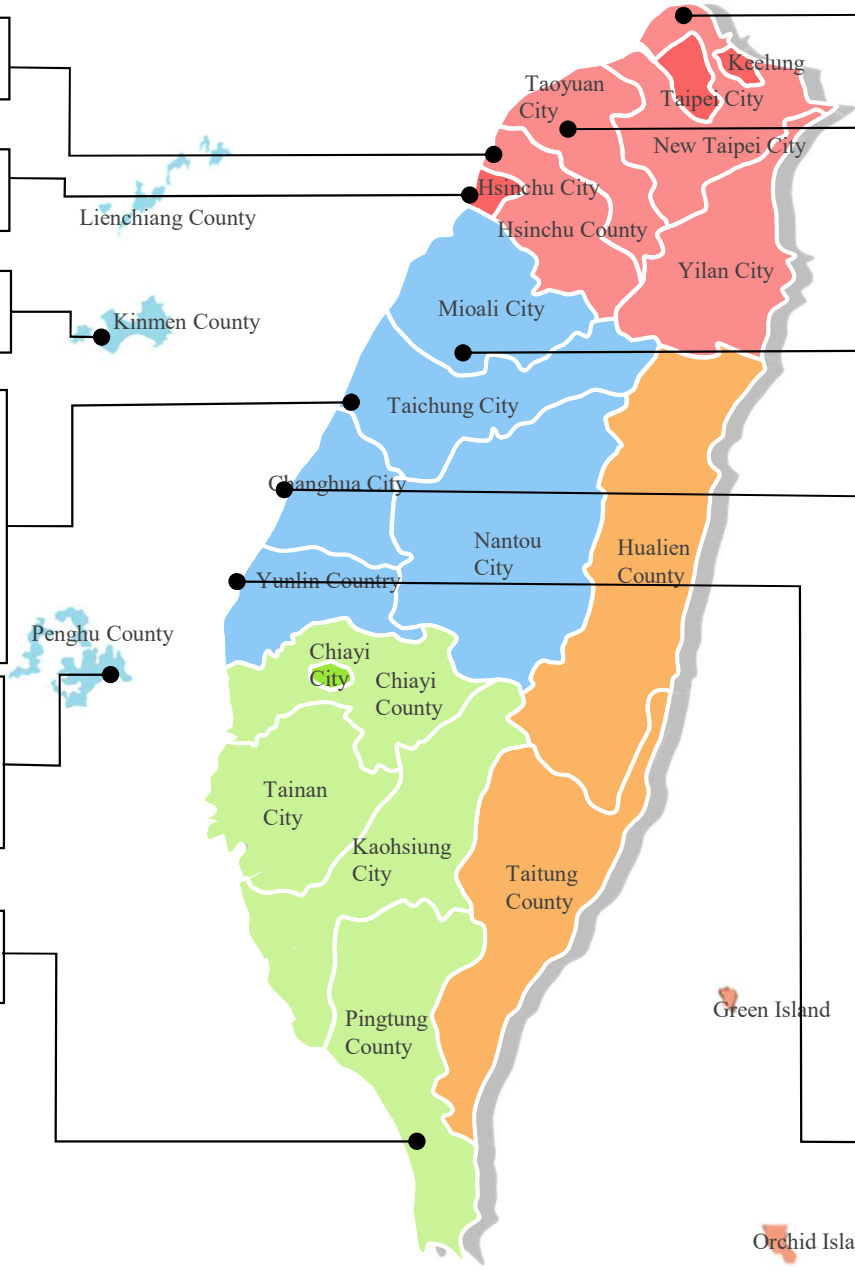 Keelung
Taoyuan
City
Taipei City
New Taipei City
Hsinchu City
Lienchiang County
Hsinchu County
Yilan City
Mioali City
Kinmen County
Taichung City
Changhua City
Nantou
City
Hualien
County
Yunlin Country
Penghu County
Chiayi
City
Chiayi
County
Tainan
City
Kaohsiung
City
Taitung
County
Green Island
Pingtung
County
Orchid Isla